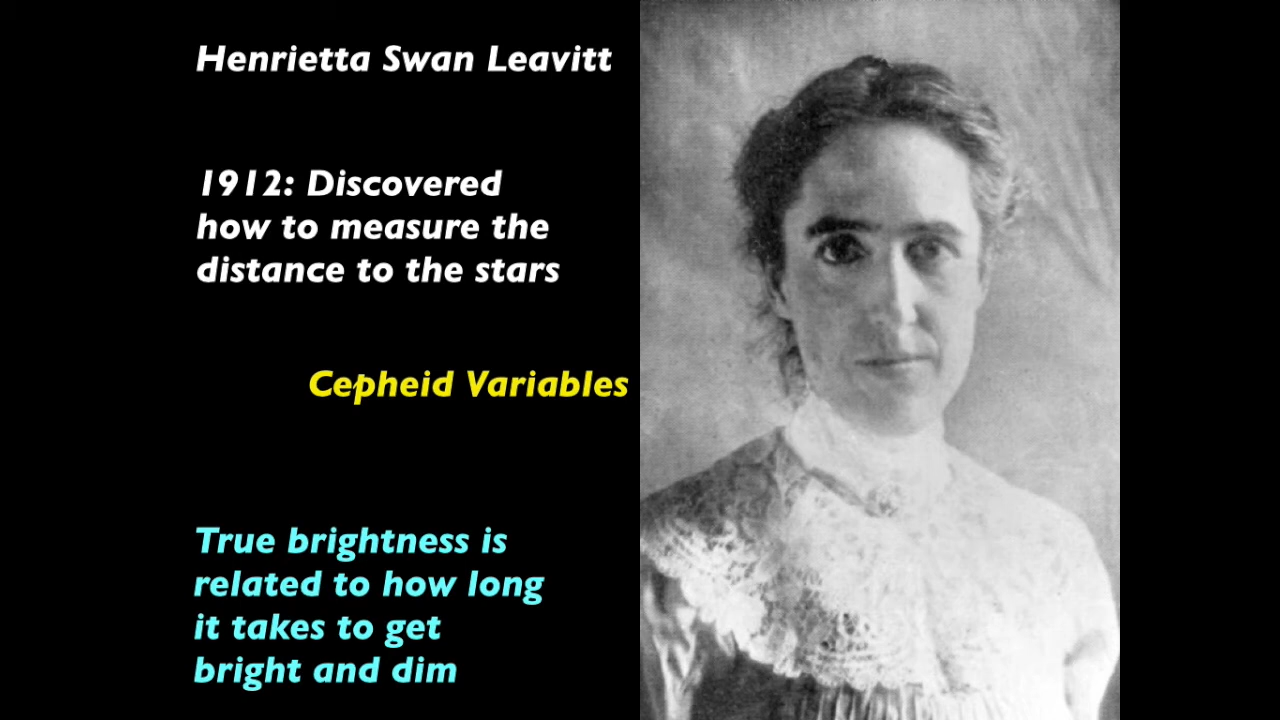 Henrietta Swan Leavitt
1912: Discovered
how to measure the
distance to the stars
Cepheid Variables
True brightness is
related to how long
it takes to get
bright and dim